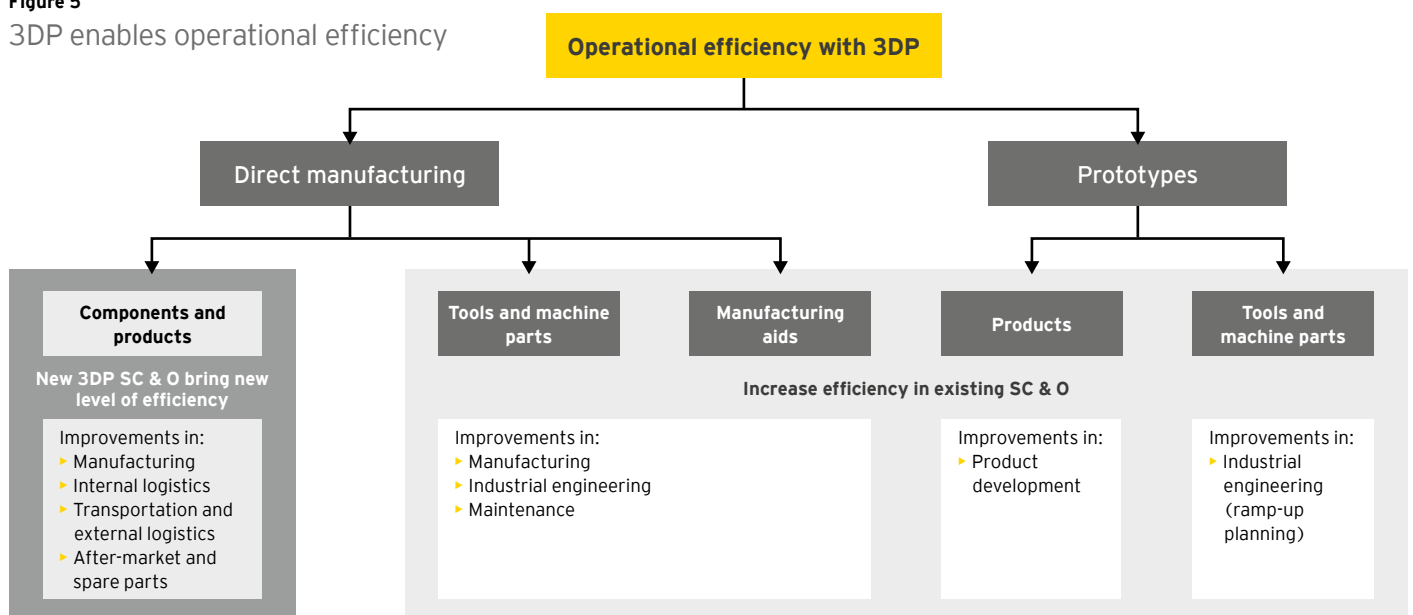 Figure 5
3DP enables operational efficiency
Operational efficiency with 3DP
Direct manufacturing
Prototypes
Components and
products
Tools and machine
parts
Manufacturing
aids
Products
Tools and
machine parts
New 3DP SC & O bring new
level of efficiency
Increase efficiency in existing SC & O
Improvements in:
▸ Manufacturing
▸ Internal logistics
▸ Transportation and
external logistics
▸ After-market and
spare parts
Improvements in:
▸ Manufacturing
▸ Industrial engineering
▸ Maintenance
Improvements in:
▸ Product
development
Improvements in:
▸ Industrial
engineering
(ramp-up
planning)